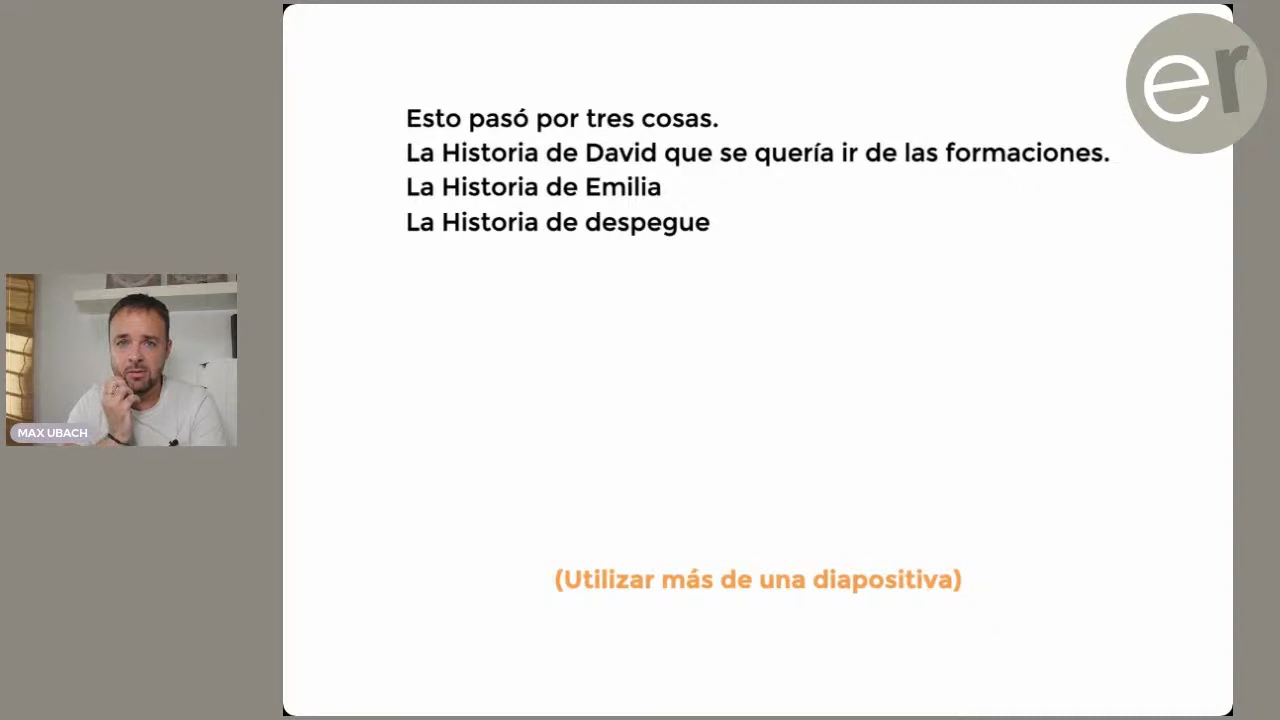 er
Esto pasó por tres cosas.
La Historia de David que se quería ir de las formaciones.
La Historia de Emilia
La Historia de despegue
MAX UBACH
(Utilizar más de una diapositiva)